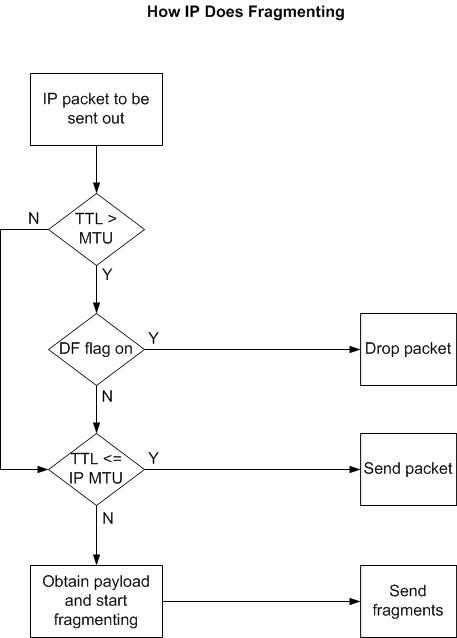 How IP Does Fragmenting
IP packet to be
sent out
N
TTL >
MTU
Y
DF flag on
Y
Drop packet
N
TTL <=
IP MTU
Y
Send packet
N
Obtain payload
and start
fragmenting
Send
fragments